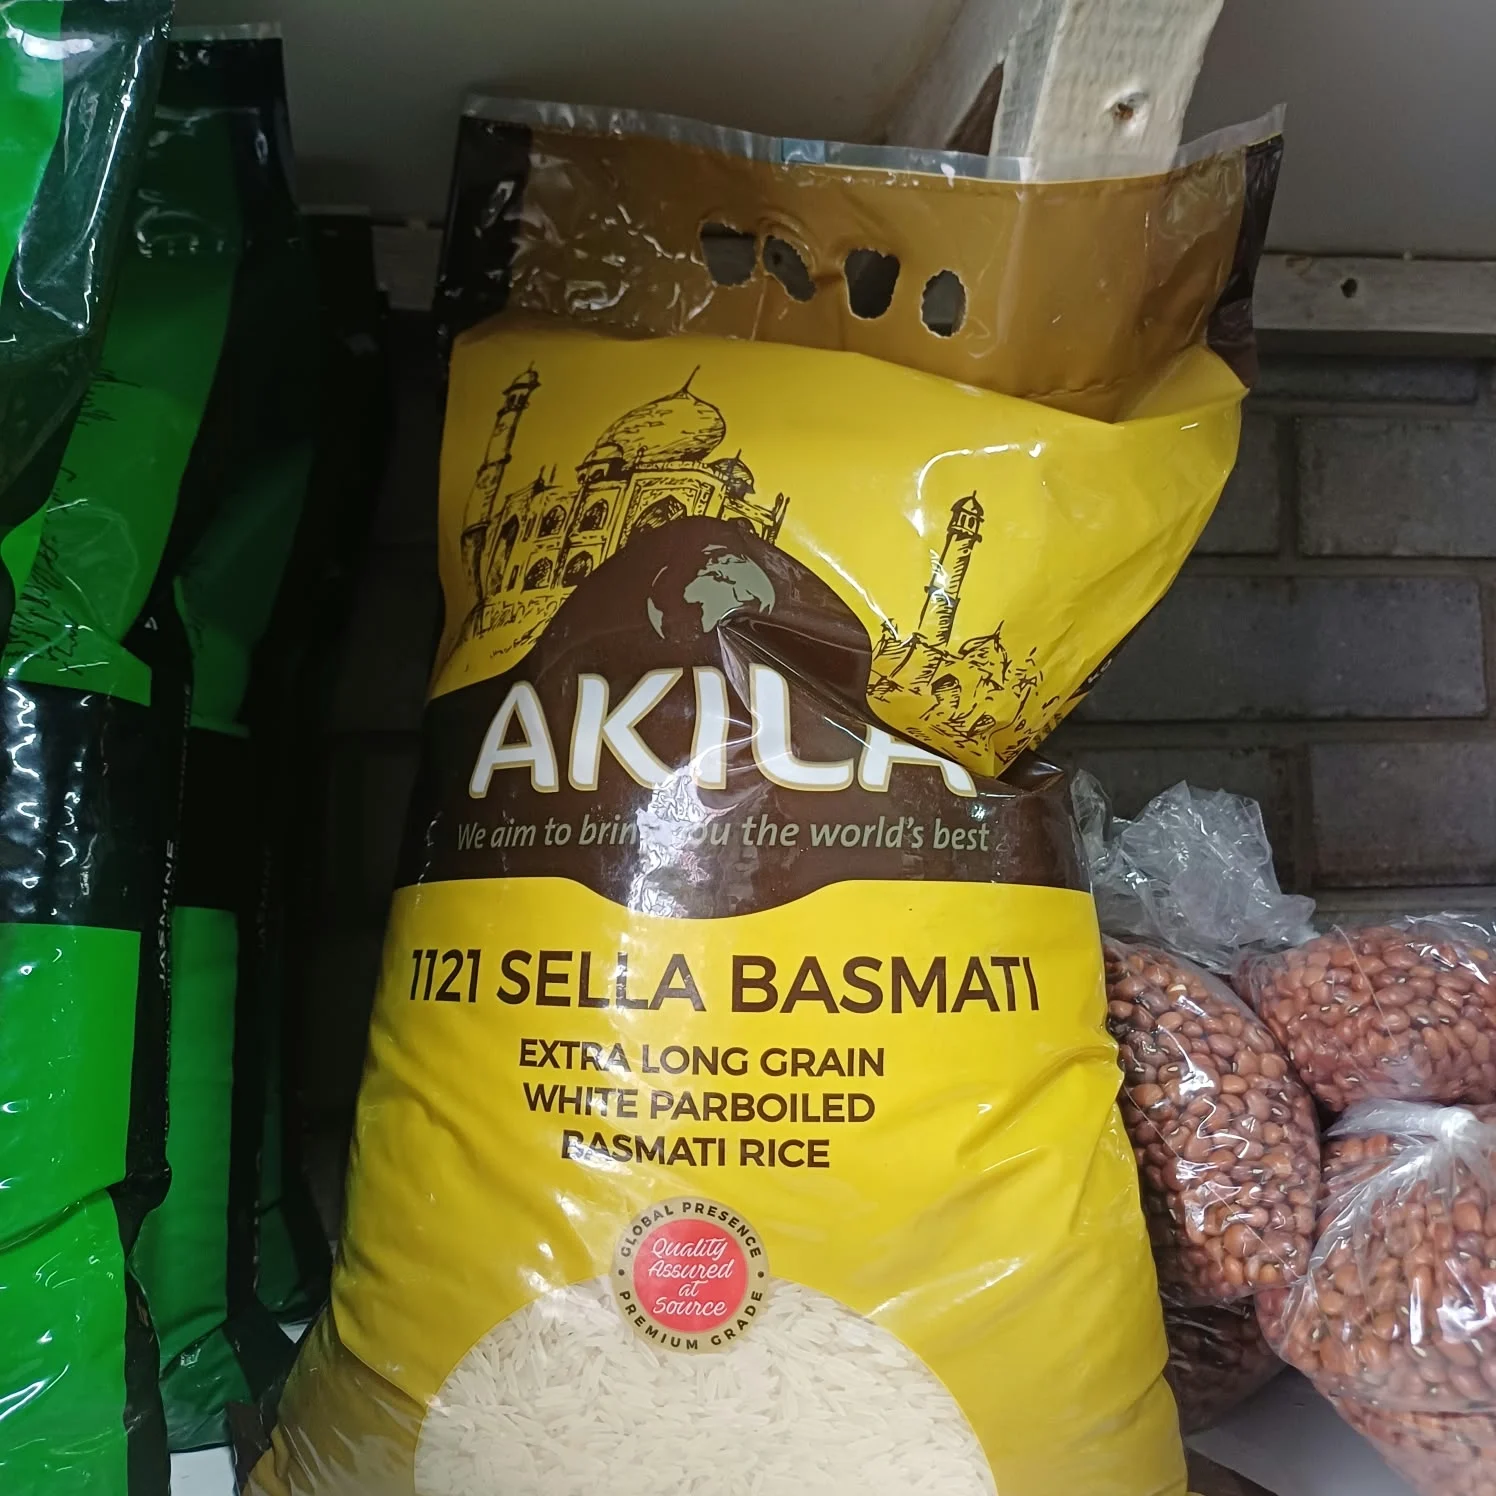 AKILA
We aim to bring you the world's best
1121 SELLA BASMATI
EXTRA LONG GRAIN
WHITE PARBOILED
BASMATI RICE
GLOBAL PRESENCE
Quality
Assured
at
Source
PREMIUM GRADE
JASMINE